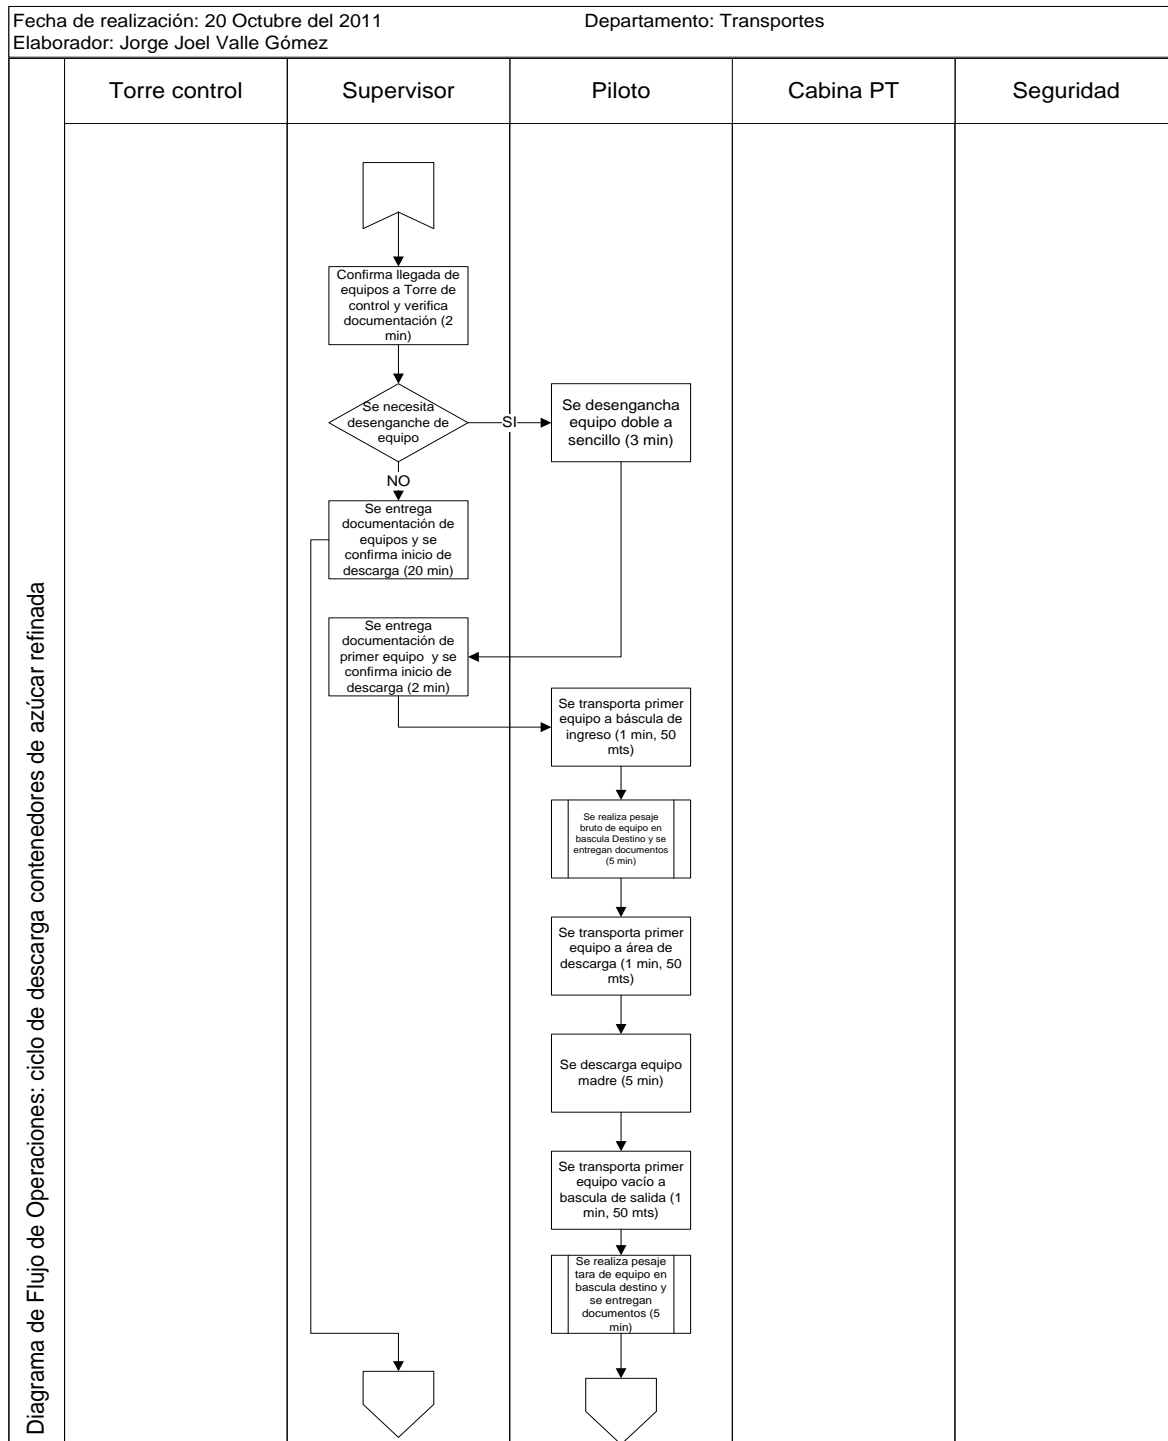 Fecha de realización: 20 Octubre del 2011
Departamento: Transportes
Elaborador: Jorge Joel Valle Gómez
Diagrama de Flujo de Operaciones: ciclo de descarga contenedores de azúcar refinada
Torre control
Supervisor
Piloto
Cabina PT
Seguridad
Confirma llegada de
equipos a Torre de
control y verifica
documentación (2
min)
Se necesita
desenganche de
equipo
SI
Se desengancha
equipo doble a
sencillo (3 min)
NO
Se entrega
documentación de
equipos y se
confirma inicio de
descarga (20 min)
Se entrega
documentación de
primer equipo y se
confirma inicio de
descarga (2 min)
Se transporta primer
equipo a báscula de
ingreso (1 min, 50
mts)
Se realiza pesaje
bruto de equipo en
bascula Destino y se
entregan documentos
(5 min)
Se transporta primer
equipo a área de
descarga (1 min, 50
mts)
Se descarga equipo
madre (5 min)
Se transporta primer
equipo vacío a
bascula de salida (1
min, 50 mts)
Se realiza pesaje
tara de equipo en
bascula destino y
se entregan
documentos (5
min)